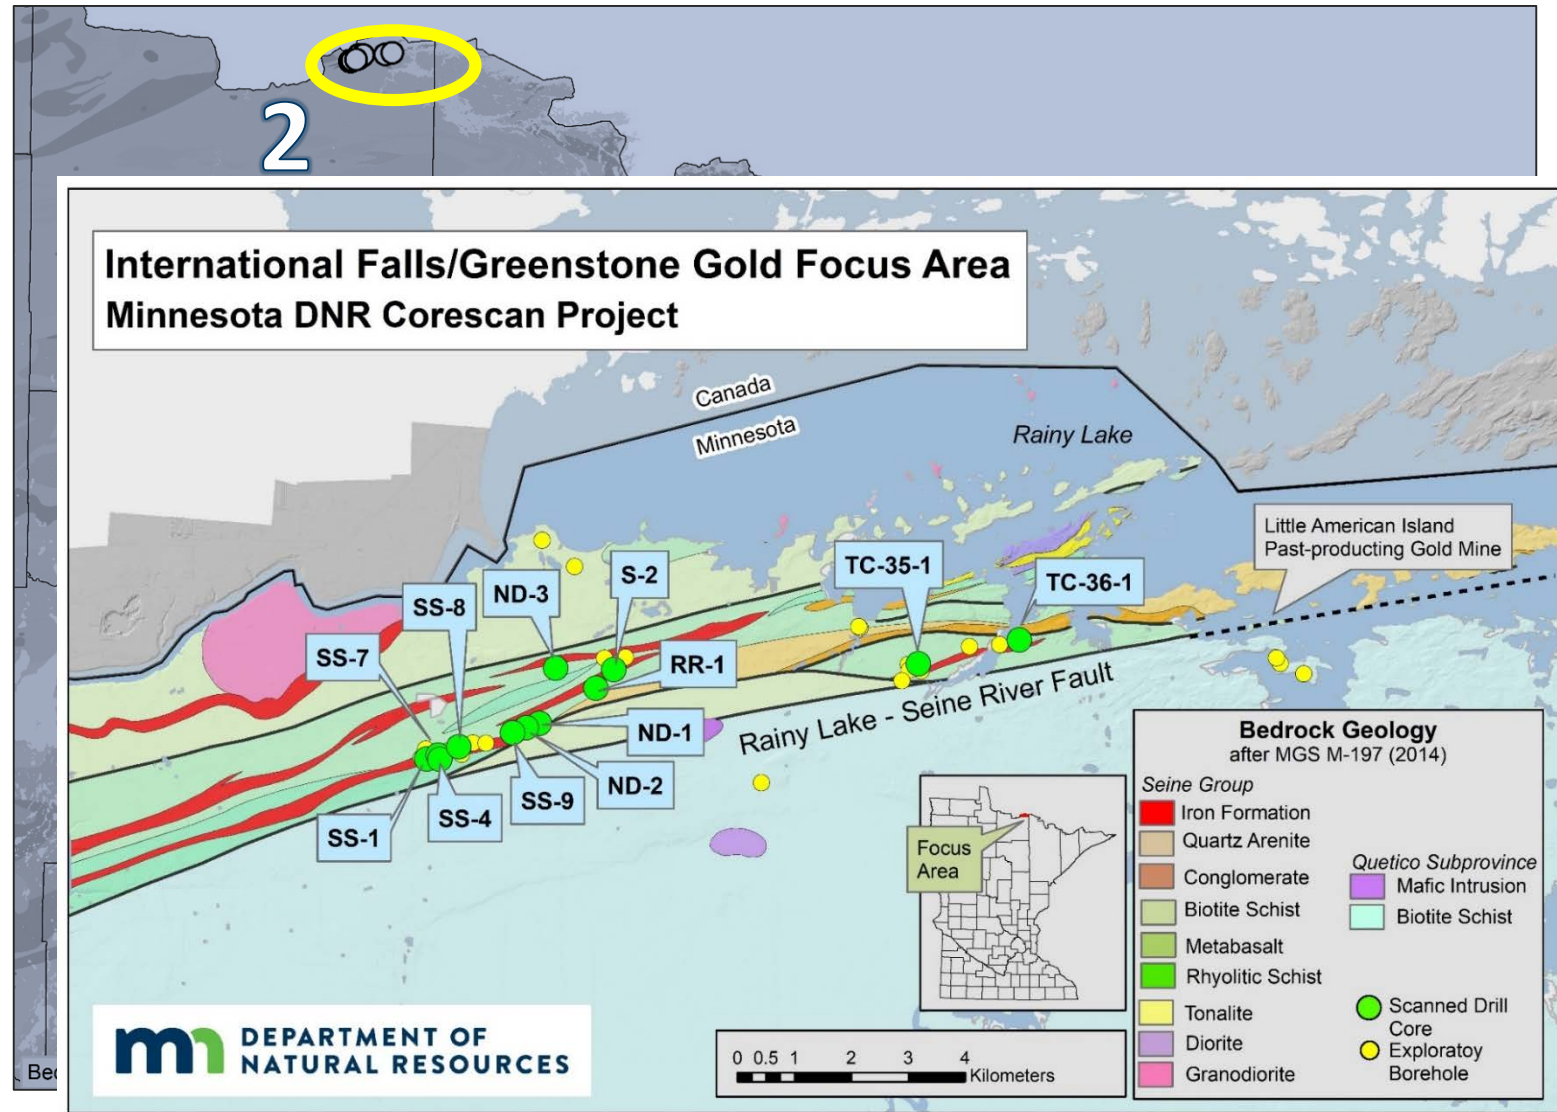 2
International Falls/Greenstone Gold Focus Area
Minnesota DNR Corescan Project
Canada
Minnesota
Rainy Lake
Little American Island
Past-producting Gold Mine
TC-35-1
TC-36-1
S-2
ND-3
SS-8
SS-7
RR-1
ND-1
ND-2
SS-9
SS-4
SS-1
Rainy Lake - Seine River Fault
Focus
Area
Bedrock Geology
after MGS M-197 (2014)
Seine Group
Iron Formation
Quartz Arenite
Conglomerate
Biotite Schist
Metabasalt
Rhyolitic Schist
Tonalite
Diorite
Granodiorite
Quetico Subprovince
Mafic Intrusion
Biotite Schist
Scanned Drill
Core
Exploratoy
Borehole
mn DEPARTMENT OF
NATURAL RESOURCES
0 0.5 1 2 3 4
Kilometers